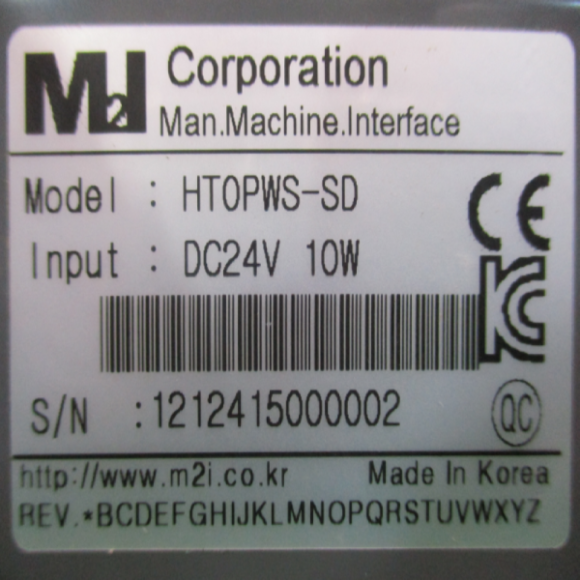 M2I Corporation
Man.Machine.Interface
Model : HTOPWS-SD
Input : DC24V 10W
CE
KC
S/N :1212415000002
QC
http://www.m2i.co.kr Made In Korea
REV.*BCDEFGHIJKLMNOPQRSTUVWXYZ